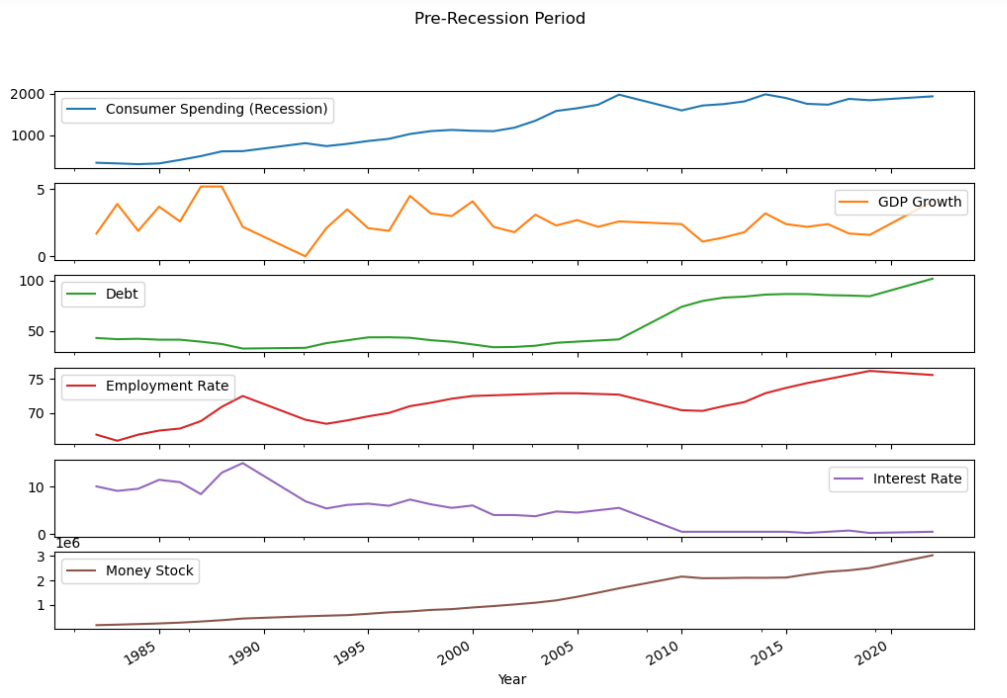 Pre-Recession Period
2000
1000
Consumer Spending (Recession)
5
0
GDP Growth
100
50
Debt
75
70
Employment Rate
10
0
Interest Rate
1e6
3
2
1
Money Stock
1985 1990 1995 2000 2005 2010 2015 2020
Year